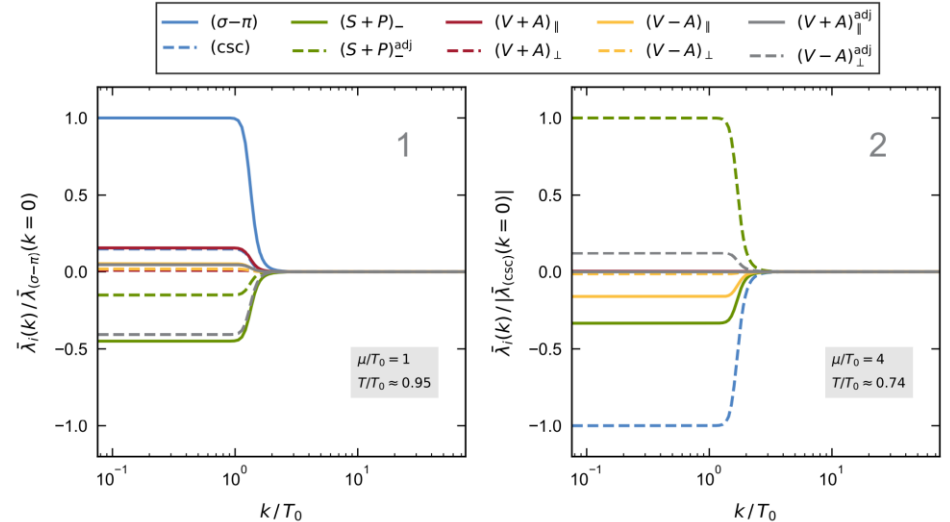 (σ−π) (S + P)₋ (V + A)∥ (V − A)∥ (V + A)∥^adj
(csc) (S + P)₋^adj (V + A)⊥ (V − A)⊥ (V − A)⊥^adj
λ̄ᵢ(k) / λ̄₍σ−π₎(k = 0)
1.0
0.5
0.0
−0.5
−1.0
1
μ/T₀ = 1
T/T₀ ≈ 0.95
10⁻¹ 10⁰ 10¹
k / T₀
λ̄ᵢ(k) / |λ̄₍csc₎(k = 0)|
1.0
0.5
0.0
−0.5
−1.0
2
μ/T₀ = 4
T/T₀ ≈ 0.74
10⁻¹ 10⁰ 10¹
k / T₀